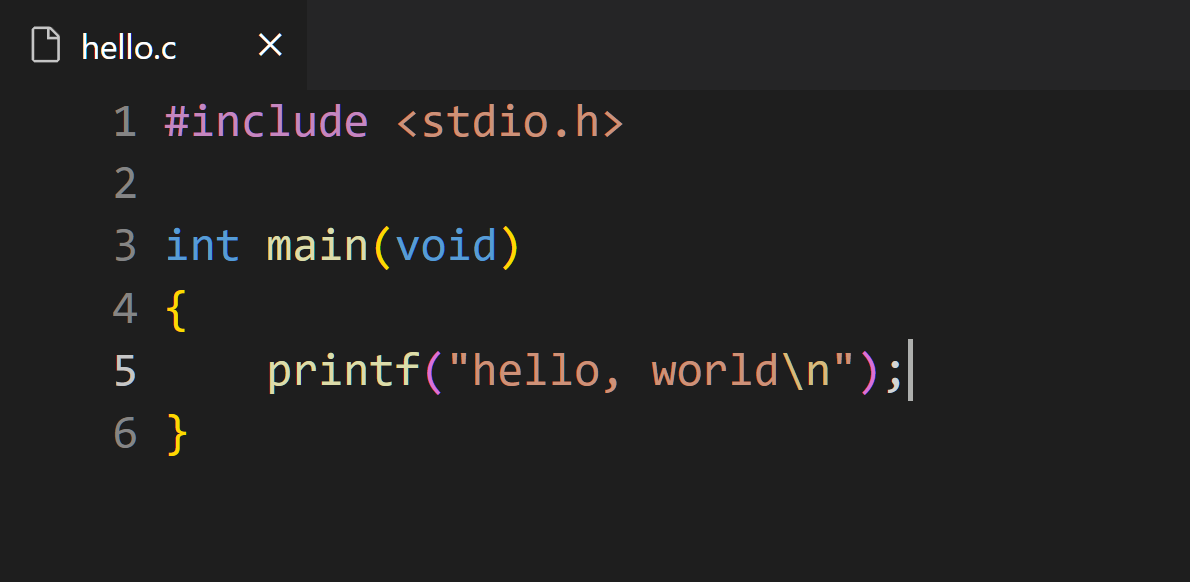 hello.c
1 #include <stdio.h>
2
3 int main(void)
4 {
5     printf("hello, world\n");
6 }